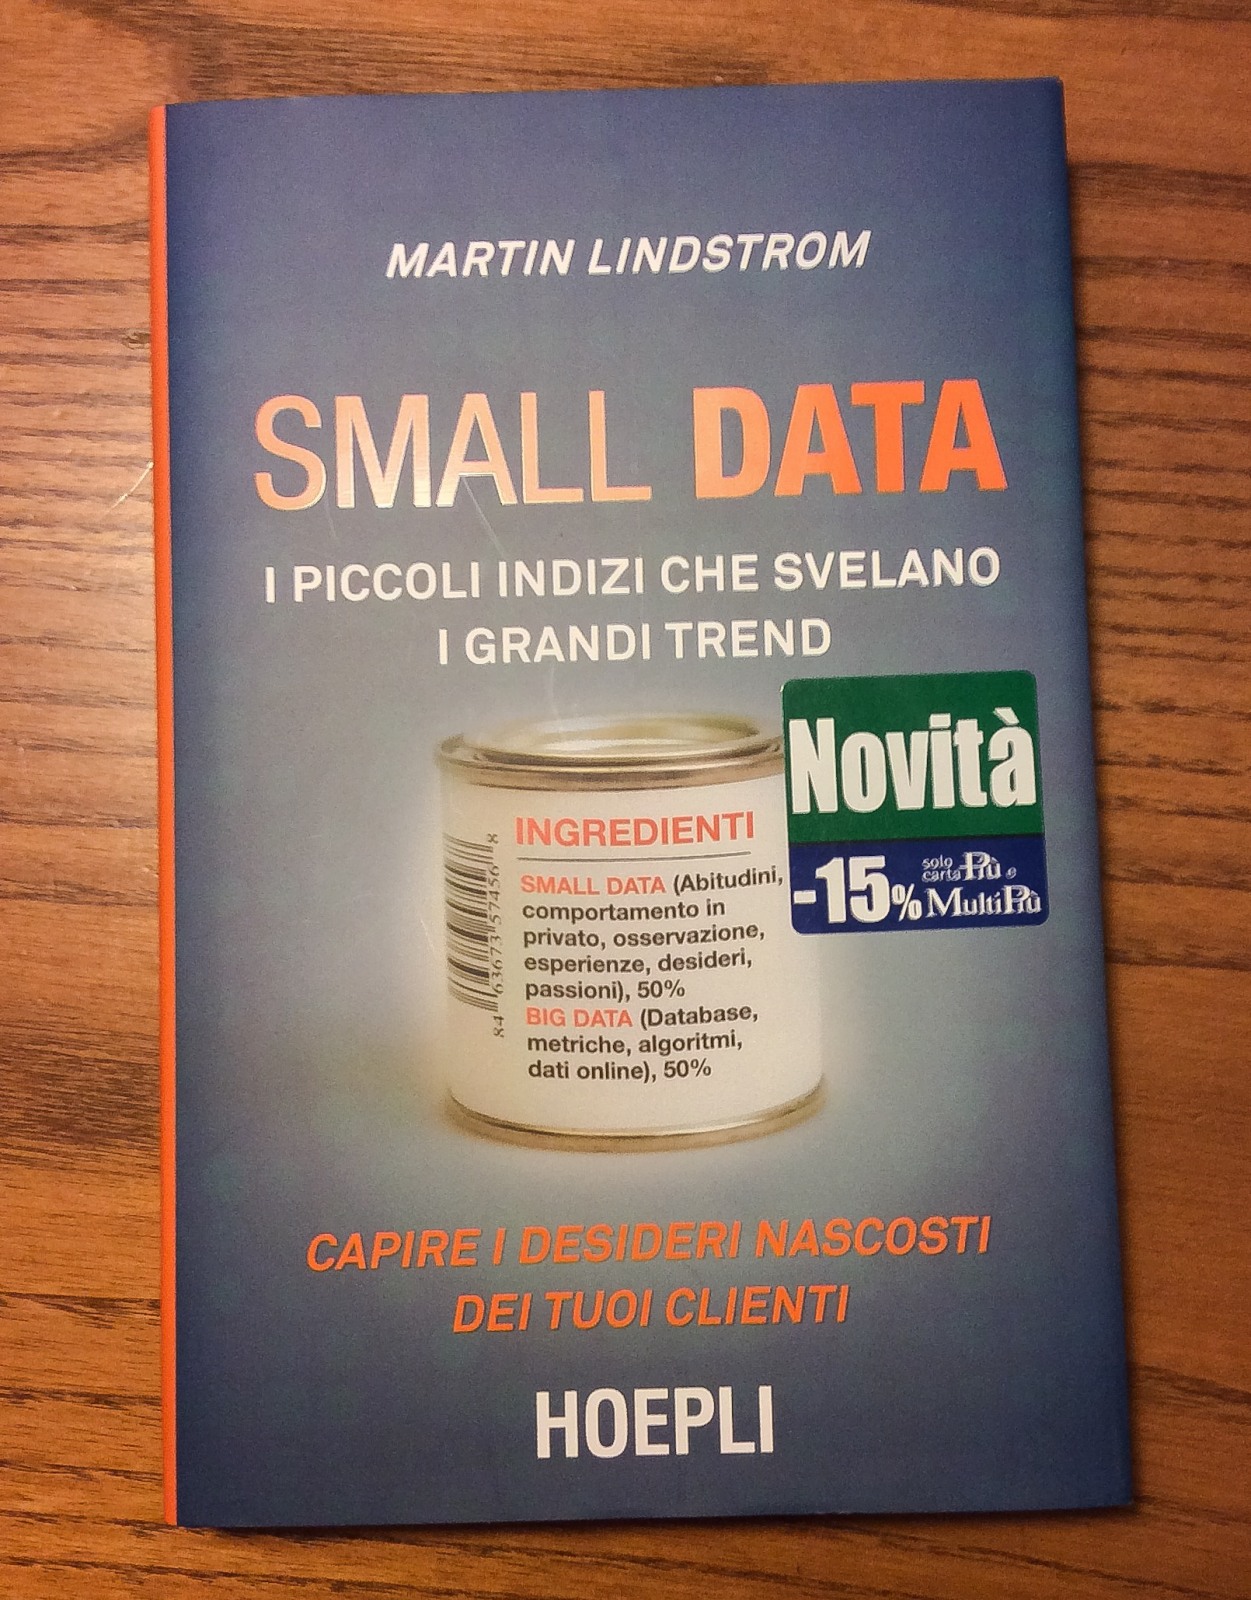 MARTIN LINDSTROM
SMALL DATA
I PICCOLI INDIZI CHE SVELANO
I GRANDI TREND
Novità
-15% solo carta Più e MultiPiù
INGREDIENTI
SMALL DATA (Abitudini,
comportamento in
privato, osservazione,
esperienze, desideri,
passioni), 50%
BIG DATA (Database,
metriche, algoritmi,
dati online), 50%
84 63673 57456 8
CAPIRE I DESIDERI NASCOSTI
DEI TUOI CLIENTI
HOEPLI